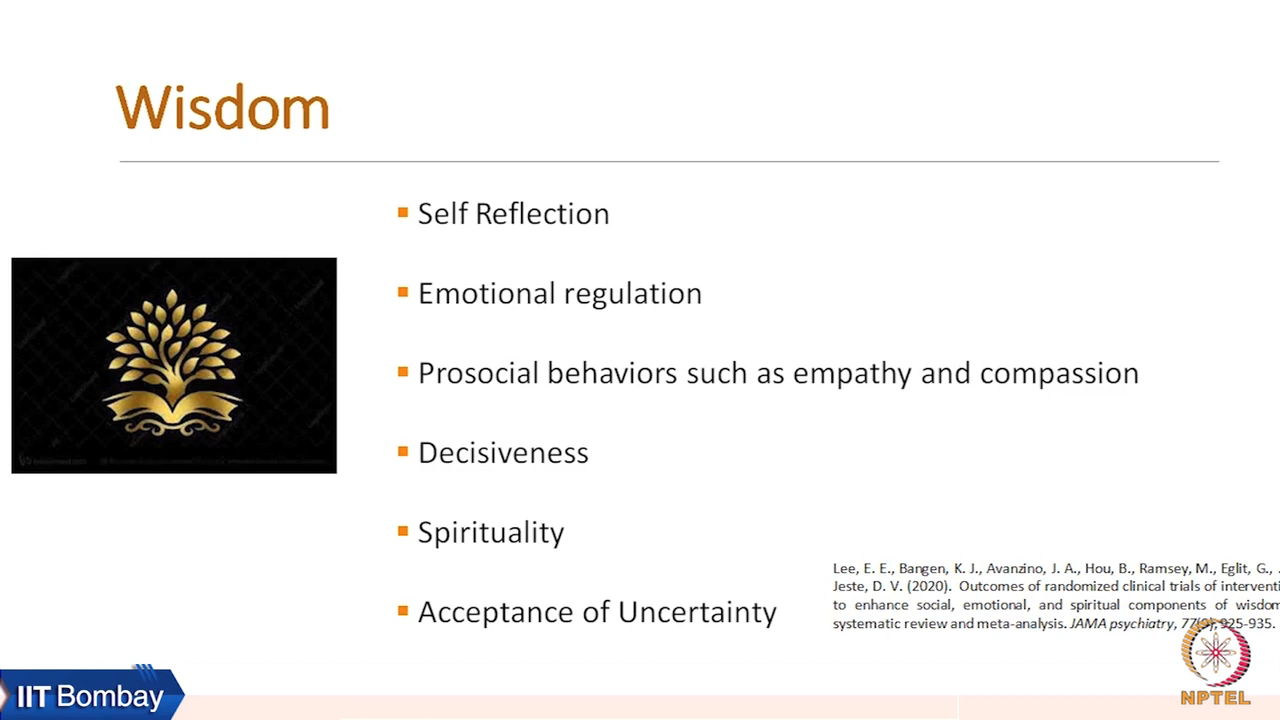 Wisdom
Self Reflection
Emotional regulation
Prosocial behaviors such as empathy and compassion
Decisiveness
Spirituality
Acceptance of Uncertainty
Lee, E. E., Bangen, K. J., Avanzino, J. A., Hou, B., Ramsey, M., Eglit, G.,
Jeste, D. V. (2020). Outcomes of randomized clinical trials of interventi
to enhance social, emotional, and spiritual components of wisdom
systematic review and meta-analysis. JAMA psychiatry, 925-935.
IIT Bombay
NPTEL